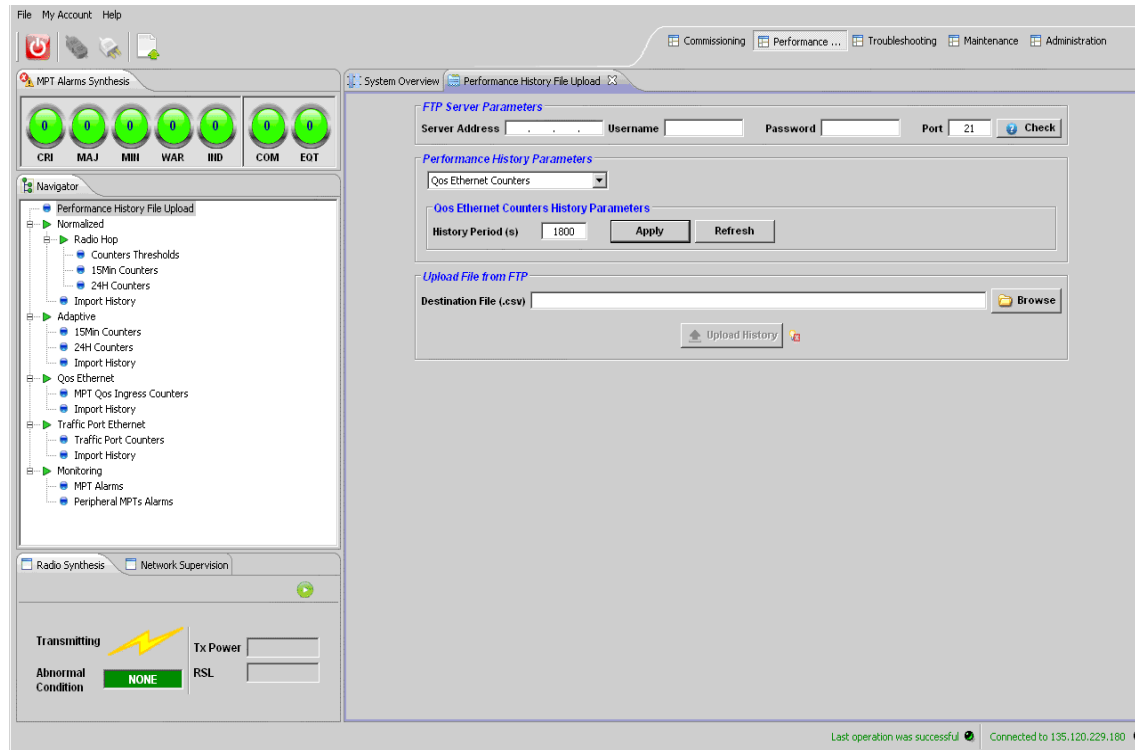 File My Account Help
Commissioning Performance ... Troubleshooting Maintenance Administration
MPT Alarms Synthesis
0 0 0 0 0 0 0
CRI MAJ MIN WAR IND COM EQT
Navigator
Performance History File Upload
Normalized
Radio Hop
Counters Thresholds
15Min Counters
24H Counters
Import History
Adaptive
15Min Counters
24H Counters
Import History
Qos Ethernet
MPT Qos Ingress Counters
Import History
Traffic Port Ethernet
Traffic Port Counters
Import History
Monitoring
MPT Alarms
Peripheral MPTs Alarms
Radio Synthesis Network Supervision
Transmitting
Tx Power
Abnormal Condition NONE
RSL
System Overview Performance History File Upload
FTP Server Parameters
Server Address . . . Username Password Port 21 Check
Performance History Parameters
Qos Ethernet Counters
Qos Ethernet Counters History Parameters
History Period (s) 1800 Apply Refresh
Upload File from FTP
Destination File (.csv) Browse
Upload History
Last operation was successful Connected to 135.120.229.180